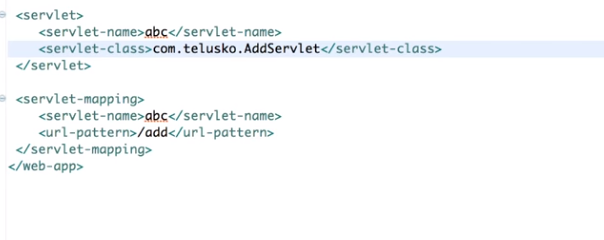 <servlet>
<servlet-name>abc</servlet-name>
<servlet-class>com.telusko.AddServlet</servlet-class>
</servlet>
<servlet-mapping>
<servlet-name>abc</servlet-name>
<url-pattern>/add</url-pattern>
</servlet-mapping>
</web-app>